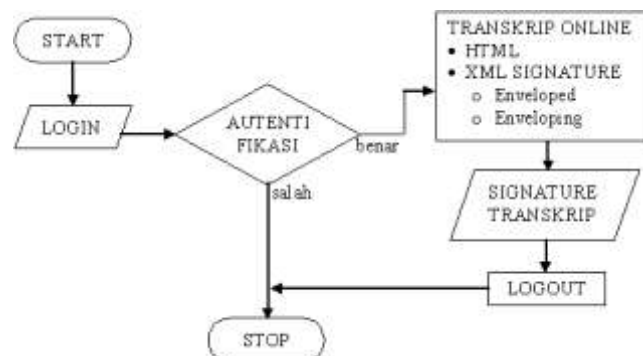 START
LOGIN
AUTENTI
FIKASI
benar
salah
TRANSKRIP ONLINE
• HTML
• XML SIGNATURE
o Enveloped
o Enveloping
SIGNATURE
TRANSKRIP
LOGOUT
STOP